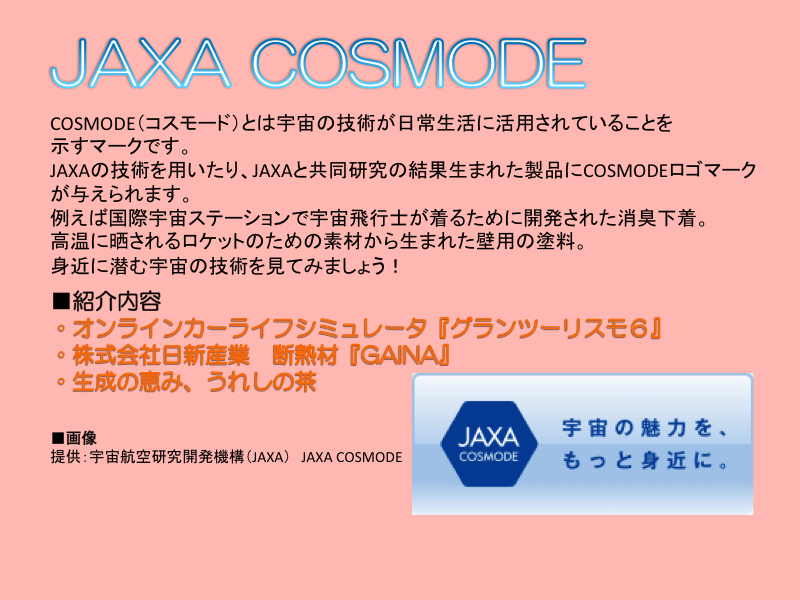 JAXA COSMODE
COSMODE（コスモード）とは宇宙の技術が日常生活に活用されていることを
示すマークです。
JAXAの技術を用いたり、JAXAと共同研究の結果生まれた製品にCOSMODEロゴマーク
が与えられます。
例えば国際宇宙ステーションで宇宙飛行士が着るために開発された消臭下着。
高温に晒されるロケットのための素材から生まれた壁用の塗料。
身近に潜む宇宙の技術を見てみましょう！
■紹介内容
・オンラインカーライフシミュレータ『グランツーリスモ６』
・株式会社日新産業　断熱材『GAINA』
・生成の恵み、うれしの茶
■画像
提供：宇宙航空研究開発機構（JAXA）　JAXA COSMODE
JAXA
COSMODE
宇宙の魅力を、
もっと身近に。